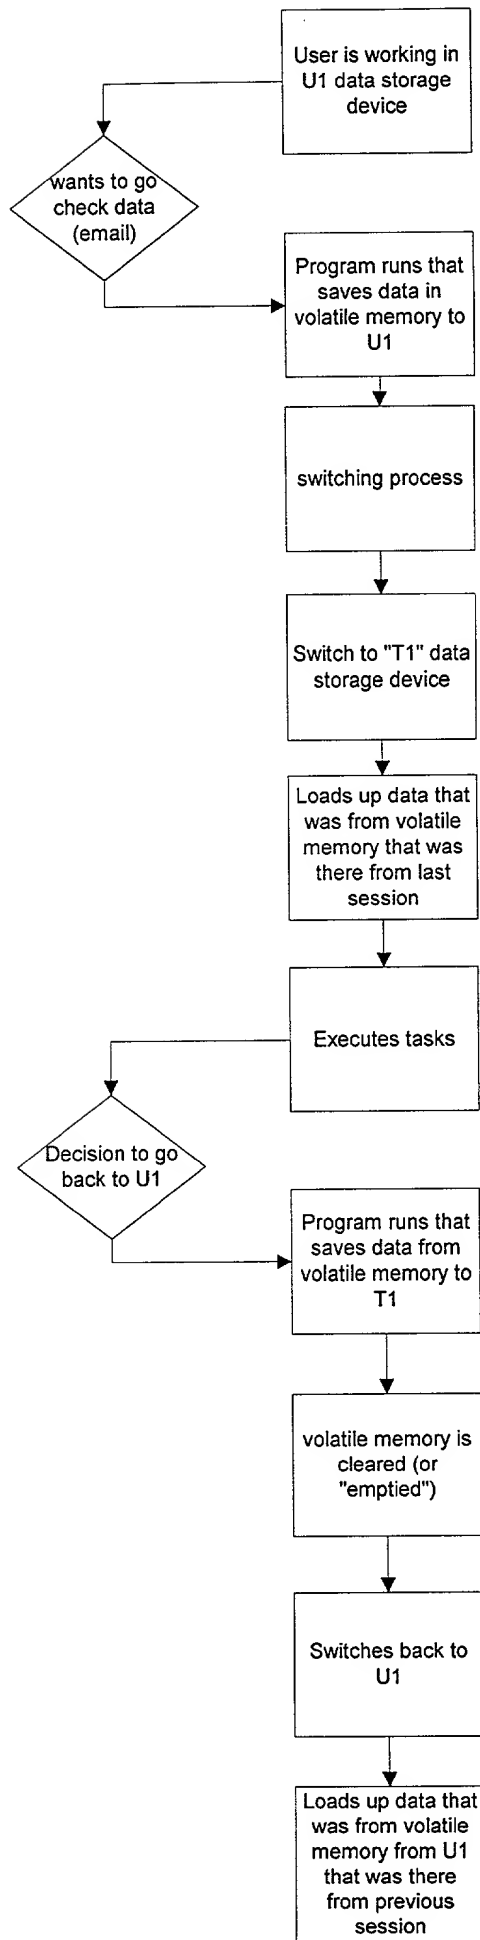 User is working in
U1 data storage
device
wants to go
check data
(email)
Program runs that
saves data in
volatile memory to
U1
switching process
Switch to "T1" data
storage device
Loads up data that
was from volatile
memory that was
there from last
session
Executes tasks
Decision to go
back to U1
Program runs that
saves data from
volatile memory to
T1
volatile memory is
cleared (or
"emptied")
Switches back to
U1
Loads up data that
was from volatile
memory from U1
that was there
from previous
session